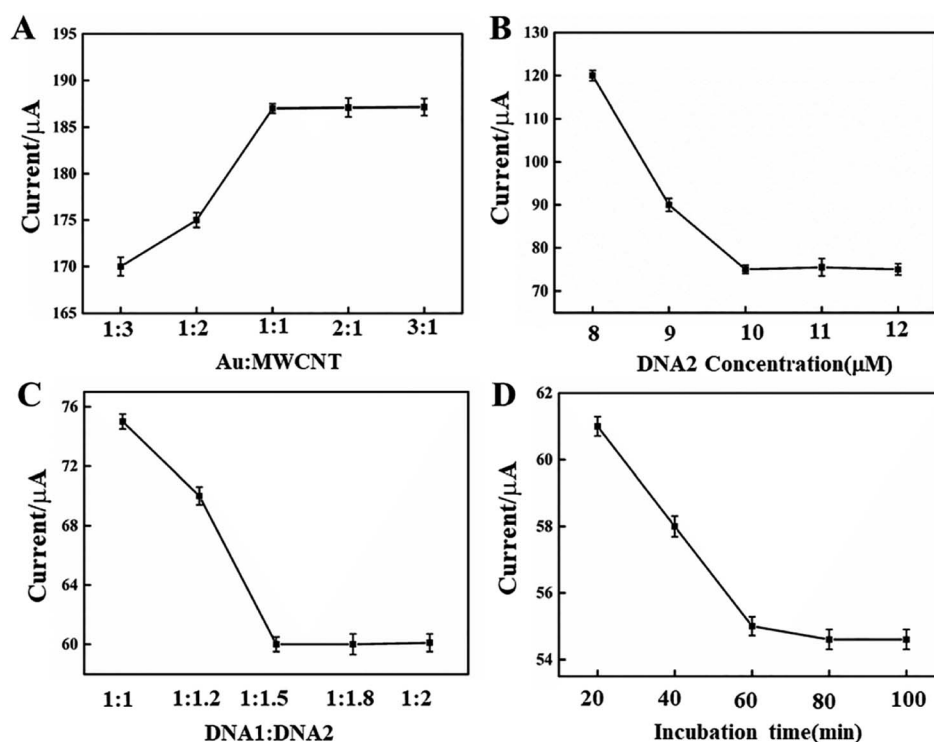 A
195
190
185
180
175
170
165
Current/μA
1:3 1:2 1:1 2:1 3:1
Au:MWCNT
B
130
120
110
100
90
80
70
Current/μA
8 9 10 11 12
DNA2 Concentration(μM)
C
76
72
68
64
60
Current/μA
1:1 1:1.2 1:1.5 1:1.8 1:2
DNA1:DNA2
D
62
60
58
56
54
Current/μA
20 40 60 80 100
Incubation time(min)